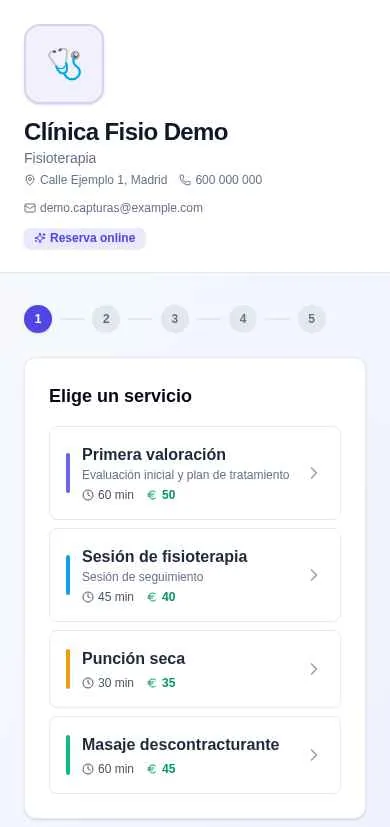 Clínica Fisio Demo
Fisioterapia
Calle Ejemplo 1, Madrid 600 000 000
demo.capturas@example.com
Reserva online
1 2 3 4 5
Elige un servicio
Primera valoración
Evaluación inicial y plan de tratamiento
60 min € 50
Sesión de fisioterapia
Sesión de seguimiento
45 min € 40
Punción seca
30 min € 35
Masaje descontracturante
60 min € 45